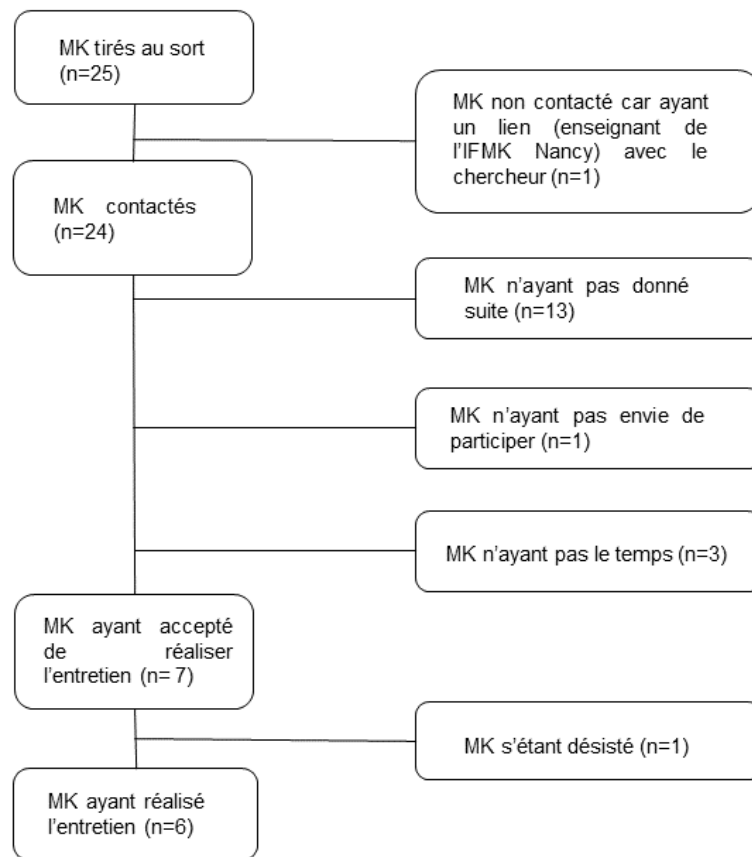 MK tirés au sort
(n=25)
MK non contacté car ayant
un lien (enseignant de
l'IFMK Nancy) avec le
chercheur (n=1)
MK contactés
(n=24)
MK n'ayant pas donné
suite (n=13)
MK n'ayant pas envie de
participer (n=1)
MK n'ayant pas le temps (n=3)
MK ayant accepté
de réaliser
l'entretien (n= 7)
MK s'étant désisté (n=1)
MK ayant réalisé
l'entretien (n=6)